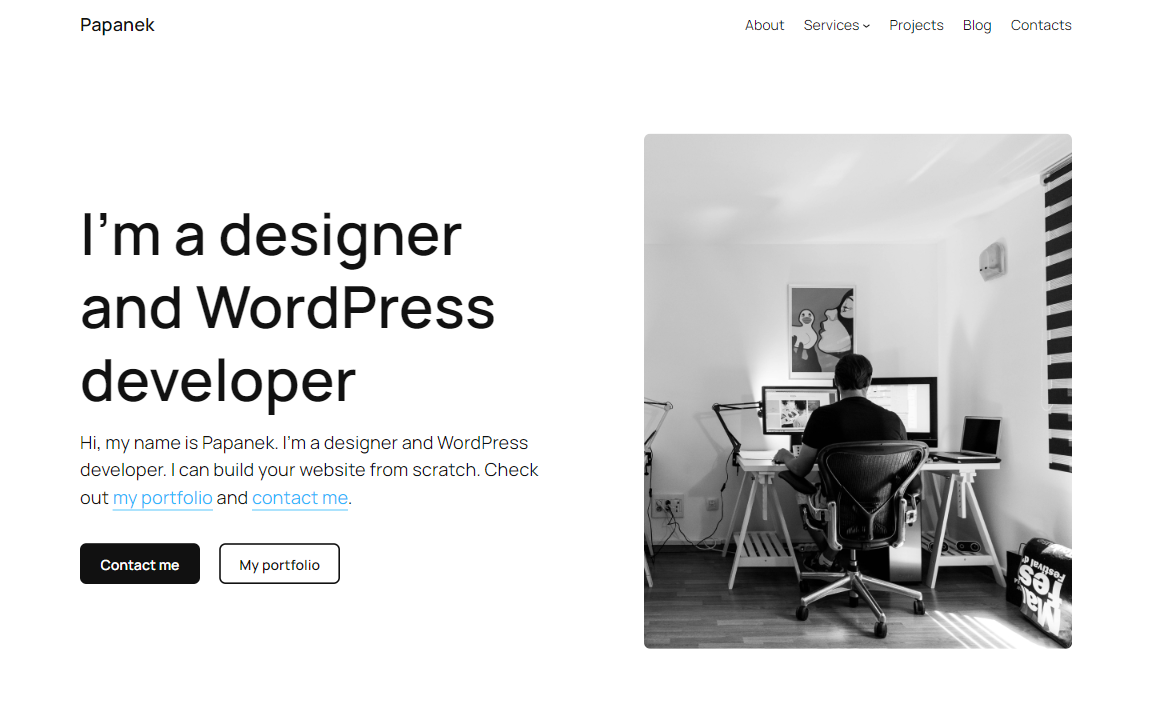 Papanek
About
Services
Projects
Blog
Contacts
I’m a designer
and WordPress
developer
Hi, my name is Papanek. I’m a designer and WordPress
developer. I can build your website from scratch. Check
out my portfolio and contact me.
Contact me
My portfolio